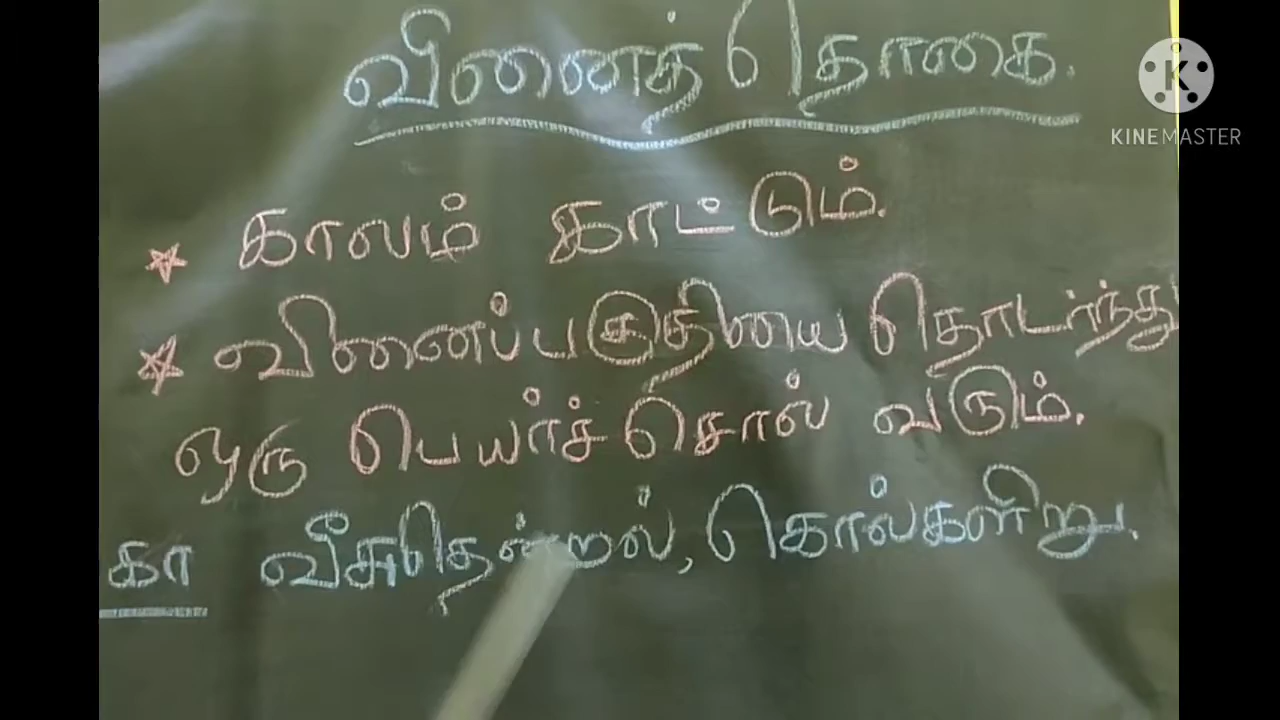 வினைத்தொகை.
KINEMASTER
* காலம் காட்டும்.
* வினைப்பகுதியை தொடர்ந்து
ஒரு பெயர்ச்சொல் வரும்.
கா வீசுதென்றல், கொல்களிறு.